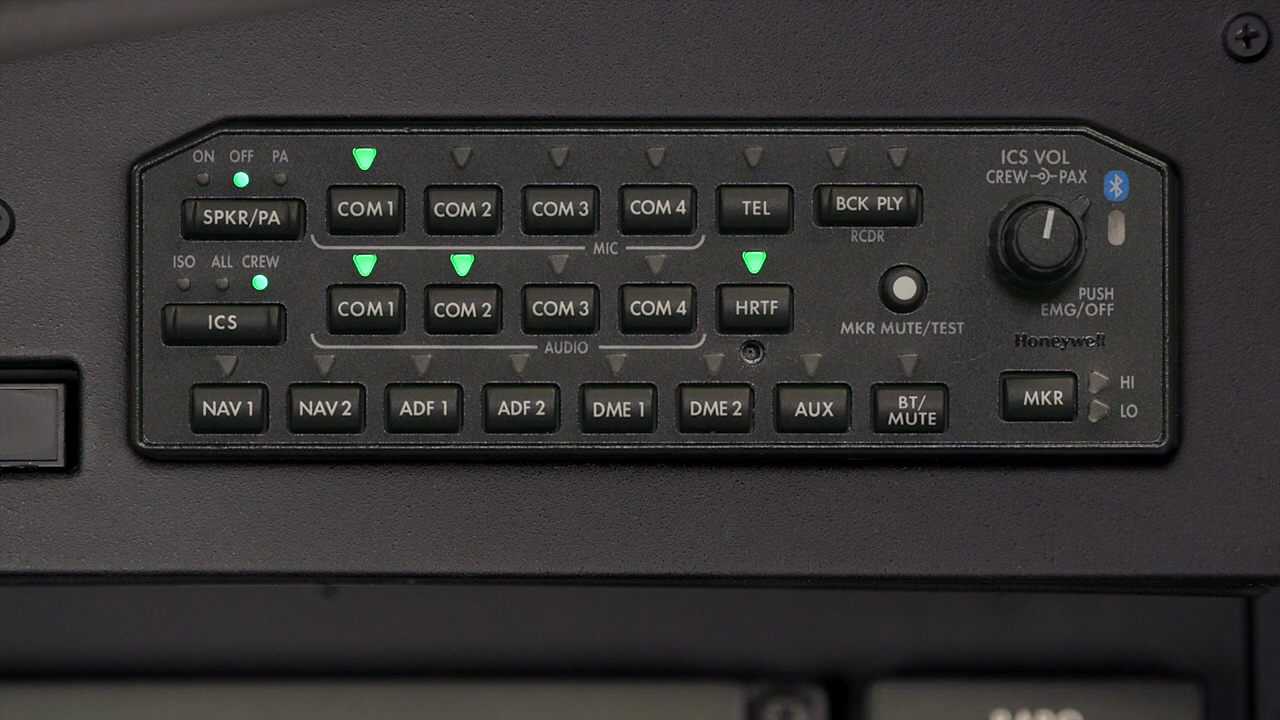 ON OFF PA
SPKR/PA
COM 1 COM 2 COM 3 COM 4 TEL BCK PLY
MIC
RCDR
ICS VOL
CREW PAX
ISO ALL CREW
ICS
COM 1 COM 2 COM 3 COM 4 HRTF
AUDIO
MKR MUTE/TEST
PUSH
EMG/OFF
Honeywell
NAV 1 NAV 2 ADF 1 ADF 2 DME 1 DME 2 AUX BT/
MUTE
MKR
HI
LO